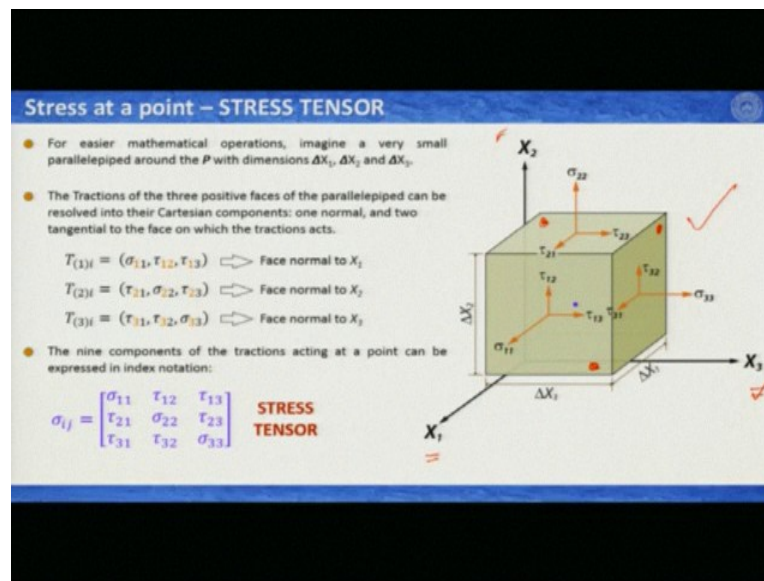 Stress at a point – STRESS TENSOR
For easier mathematical operations, imagine a very small
parallelepiped around the P with dimensions ΔX₁, ΔX₂ and ΔX₃.
The Tractions of the three positive faces of the parallelepiped can be
resolved into their Cartesian components: one normal, and two
tangential to the face on which the tractions acts.
T(1)i = (σ11, τ12, τ13) Face normal to X₁
T(2)i = (τ21, σ22, τ23) Face normal to X₂
T(3)i = (τ31, τ32, σ33) Face normal to X₃
The nine components of the tractions acting at a point can be
expressed in index notation:
σij = [σ11 τ12 τ13
τ21 σ22 τ23
τ31 τ32 σ33]
STRESS
TENSOR
X₂
σ22
τ23
τ21
τ32
τ12
σ33
τ13
τ31
σ11
ΔX₂
X₃
ΔX₁
ΔX₃
X₁